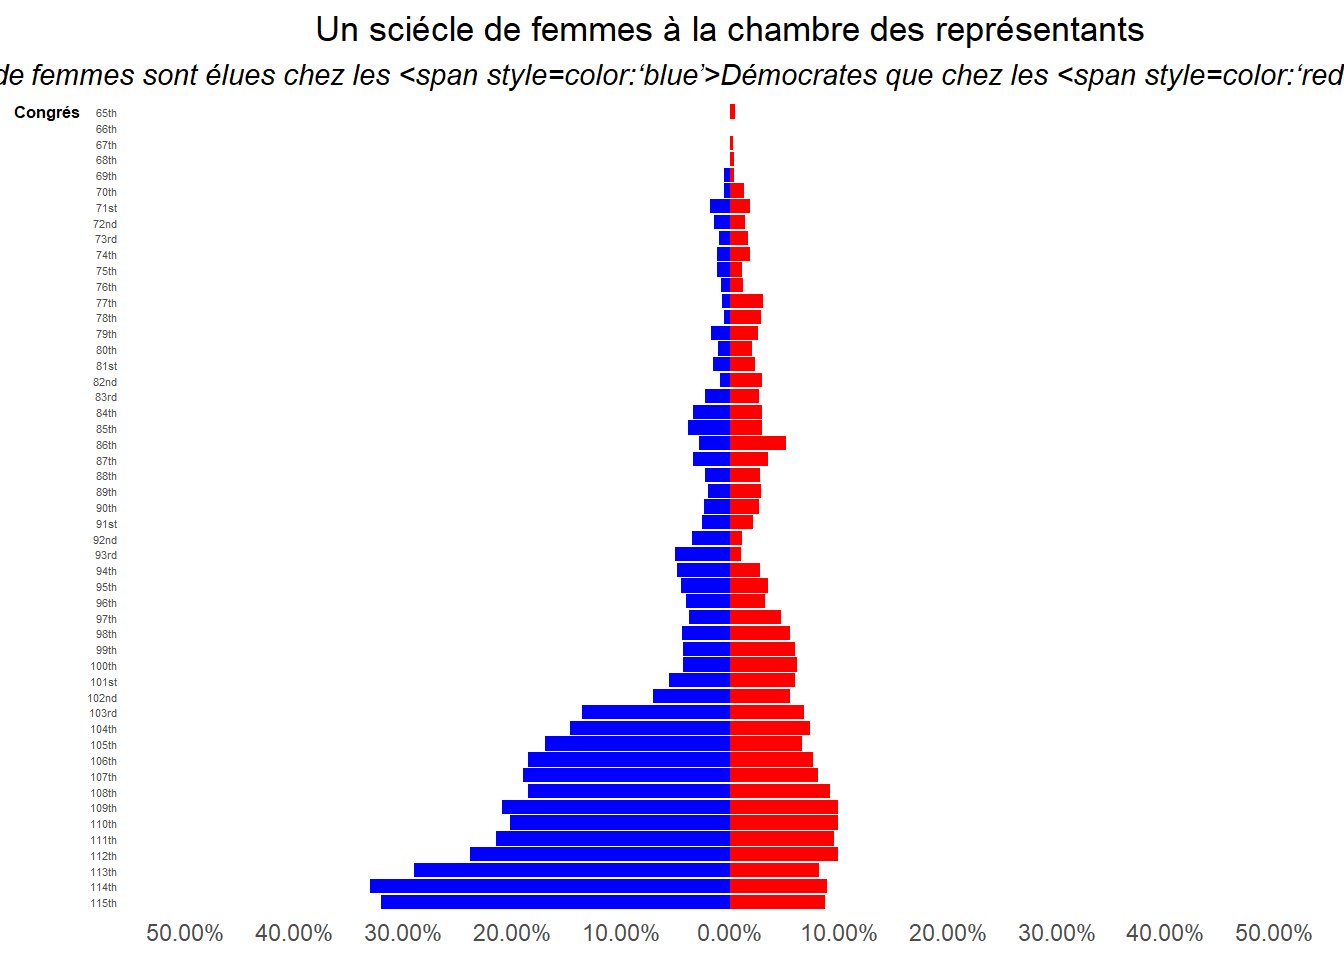 Un sciécle de femmes à la chambre des représentants
de femmes sont élues chez les <span style=color:‘blue’>Démocrates que chez les <span style=color:‘red
Congrés
65th
66th
67th
68th
69th
70th
71st
72nd
73rd
74th
75th
76th
77th
78th
79th
80th
81st
82nd
83rd
84th
85th
86th
87th
88th
89th
90th
91st
92nd
93rd
94th
95th
96th
97th
98th
99th
100th
101st
102nd
103rd
104th
105th
106th
107th
108th
109th
110th
111th
112th
113th
114th
115th
50.00% 40.00% 30.00% 20.00% 10.00% 0.00% 10.00% 20.00% 30.00% 40.00% 50.00%